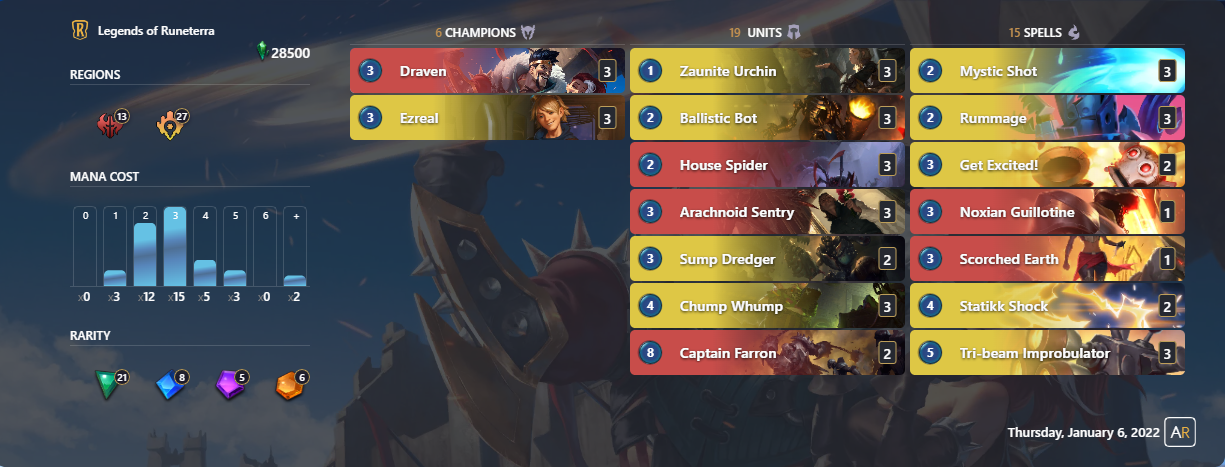 Legends of Runeterra
28500
REGIONS
13
27
MANA COST
0 1 2 3 4 5 6 +
x0 x3 x12 x15 x5 x3 x0 x2
RARITY
21 8 5 6
6 CHAMPIONS
3 Draven 3
3 Ezreal 3
19 UNITS
1 Zaunite Urchin 3
2 Ballistic Bot 3
2 House Spider 3
3 Arachnoid Sentry 3
3 Sump Dredger 2
4 Chump Whump 3
8 Captain Farron 2
15 SPELLS
2 Mystic Shot 3
2 Rummage 3
3 Get Excited! 2
3 Noxian Guillotine 1
3 Scorched Earth 1
4 Statikk Shock 2
5 Tri-beam Improbulator 3
Thursday, January 6, 2022 AR